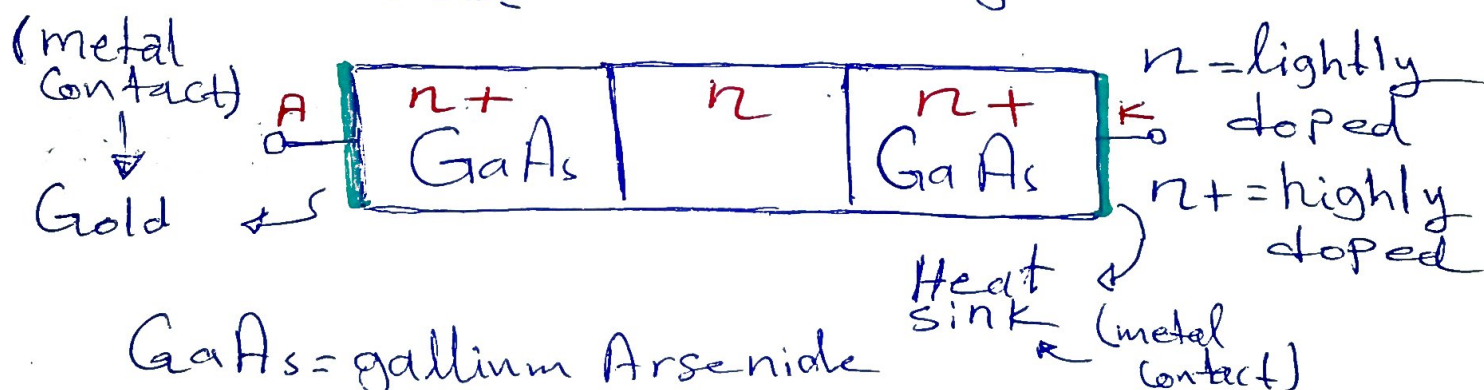 (metal
Contact)
Gold
A
n+
GaAs
n
n+
GaAs
K
n=lightly
doped
n+=highly
doped
Heat
sink
(metal
Contact)
GaAs=gallium Arsenide